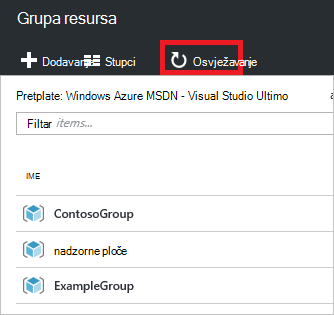 Grupa resursa
Dodavanje Stupci Osvježavanje
Pretplate: Windows Azure MSDN - Visual Studio Ultimo
Filtar items...
IME
ContosoGroup
nadzorne ploče
ExampleGroup